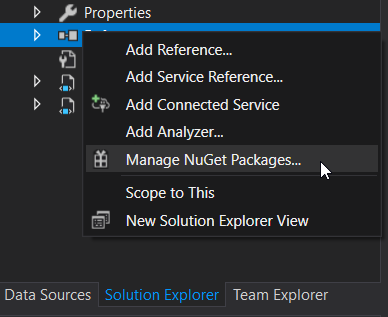 Properties
Add Reference...
Add Service Reference...
Add Connected Service
Add Analyzer...
Manage NuGet Packages...
Scope to This
New Solution Explorer View
Data Sources Solution Explorer Team Explorer